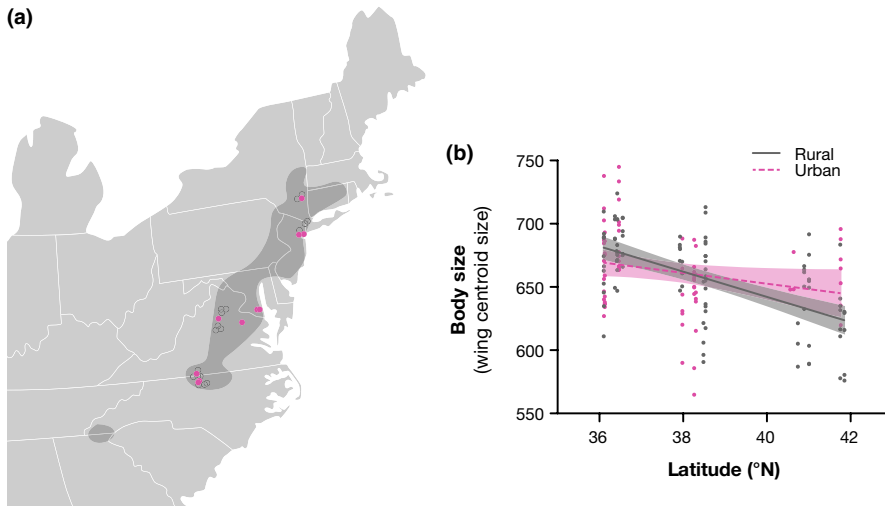 (a)
(b)
Rural
Urban
750
700
650
600
550
Body size
(wing centroid size)
36
38
40
42
Latitude (°N)